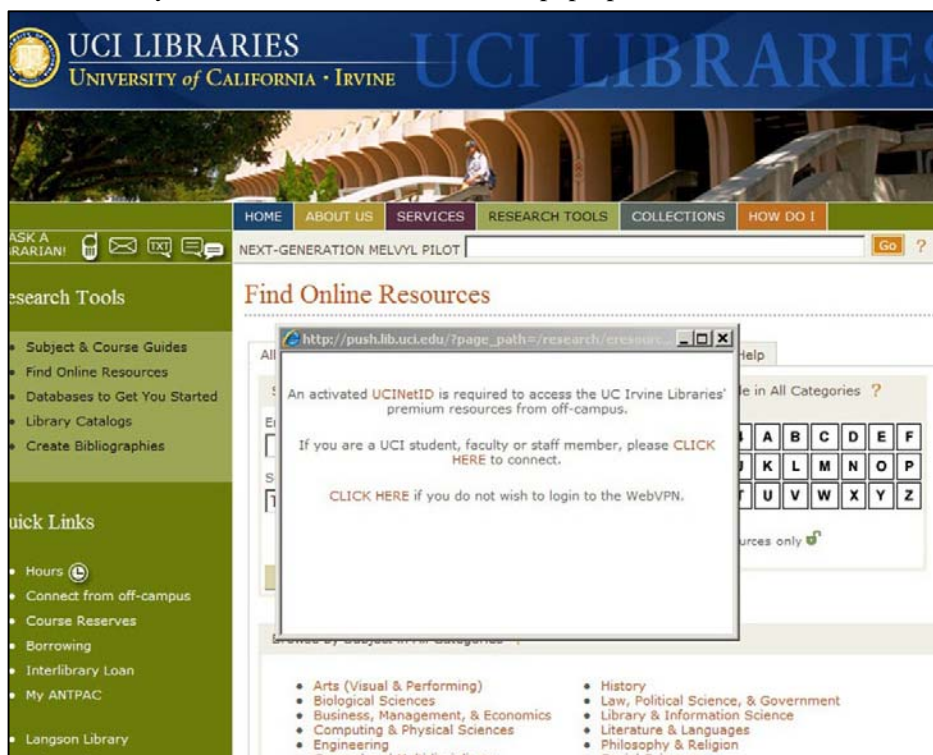 UCI LIBRARIES
UNIVERSITY of CALIFORNIA · IRVINE
UCI LIBRARIES
HOME ABOUT US SERVICES RESEARCH TOOLS COLLECTIONS HOW DO I
ASK A
TXT
NEXT-GENERATION MELVYL PILOT Go ?
Tools
Subject & Course Guides
Find Online Resources
Databases to Get You Started
Library Catalogs
Create Bibliographies
Links
Hours
Connect from off-campus
Course Reserves
Borrowing
Interlibrary Loan
My ANTPAC
Langson Library
Find Online Resources
All
Help
http://push.lib.uci.edu/?page_path=/research/eresourc...
An activated UCINetID is required to access the UC Irvine Libraries'
premium resources from off-campus.
If you are a UCI student, faculty or staff member, please CLICK
HERE to connect.
CLICK HERE if you do not wish to login to the WebVPN.
in All Categories ?
A B C D E F
K L M N O P
U V W X Y Z
only
Arts (Visual & Performing)
Biological Sciences
Business, Management, & Economics
Computing & Physical Sciences
Engineering
History
Law, Political Science, & Government
Library & Information Science
Literature & Languages
Philosophy & Religion